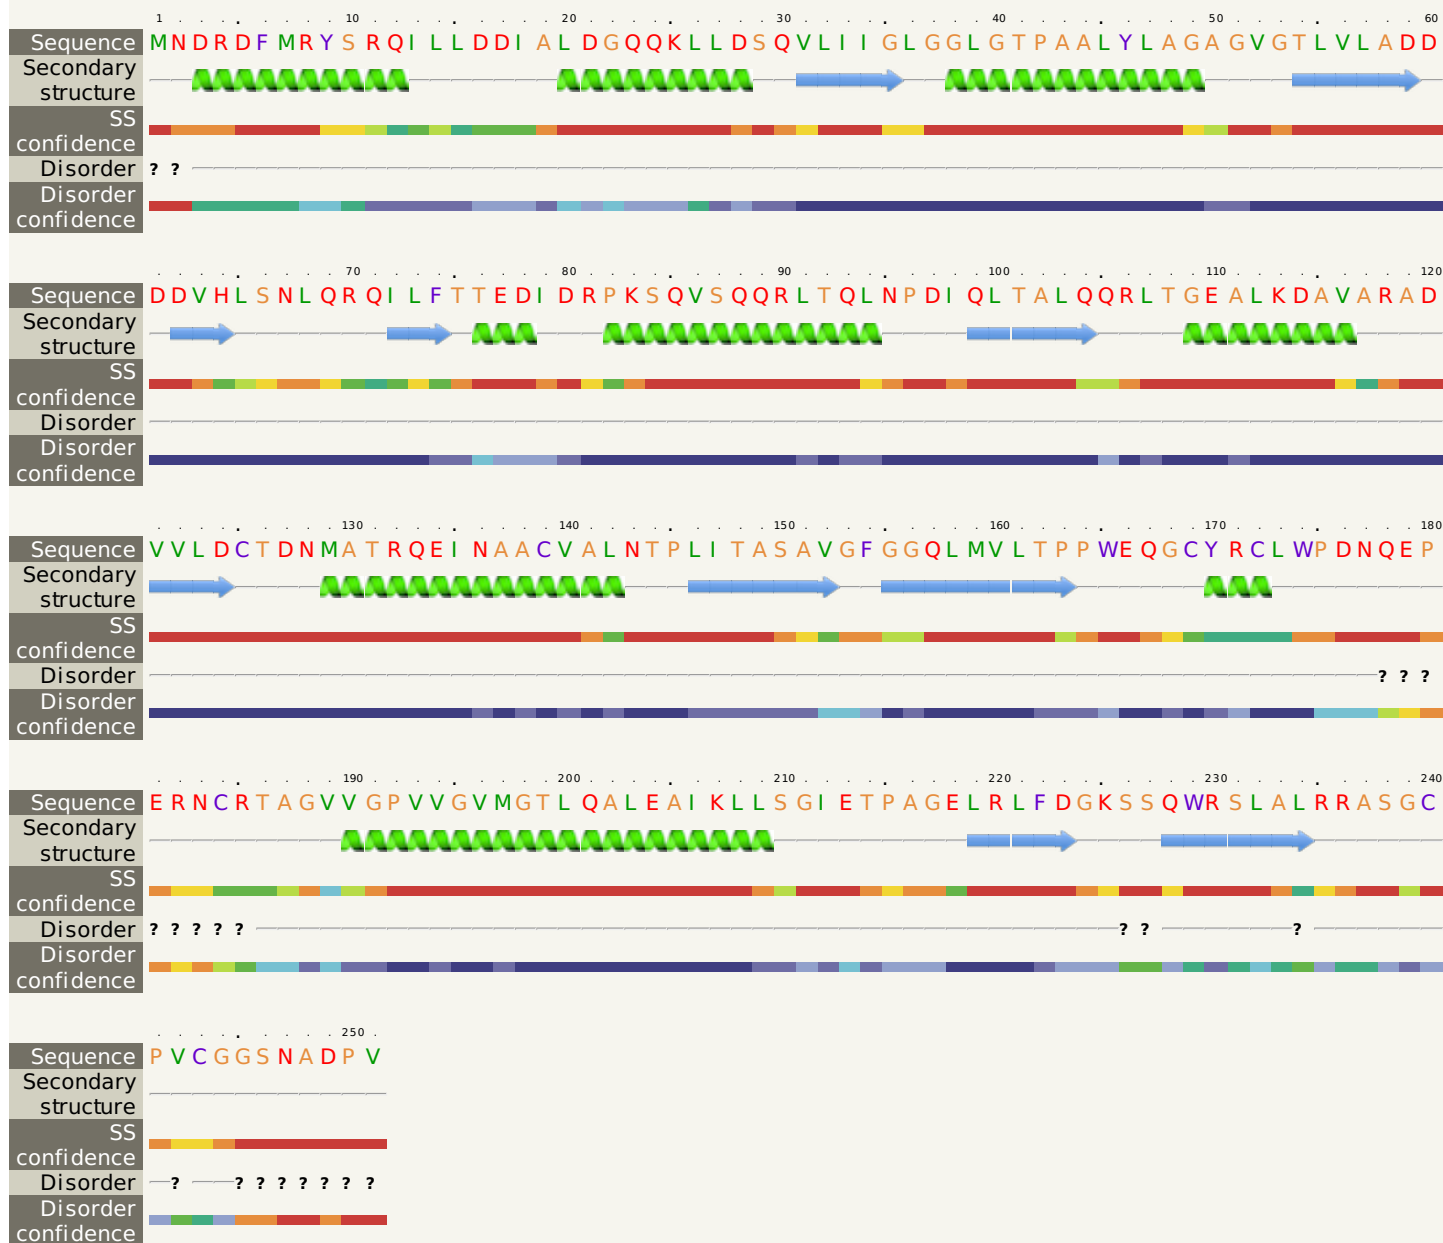 1 . . . . . . . . 10 . . . . . . . . . 20 . . . . . . . . . 30 . . . . . . . . . 40 . . . . . . . . . 50 . . . . . . . . . 60
Sequence MNDRDFMRYSRQILLDDIALDGQQKLLDSQVLIIGLGGLGTPAALYLAGAGVGTLVLADD
Secondary
structure
SS
confidence
Disorder ? ?
Disorder
confidence
. . . . . . . . . 70 . . . . . . . . . 80 . . . . . . . . . 90 . . . . . . . . . 100 . . . . . . . . . 110 . . . . . . . . . 120
Sequence DDVHLSNLQRQILFTTEDIDRPKSQVSQQRLTQLNPDIQLTALQQRLTGEALKDAVARAD
Secondary
structure
SS
confidence
Disorder
Disorder
confidence
. . . . . . . . . 130 . . . . . . . . . 140 . . . . . . . . . 150 . . . . . . . . . 160 . . . . . . . . . 170 . . . . . . . . . 180
Sequence VVLDCTDNMATRQEINAACVALNTPLITASAVGFGGQLMVLTPPWEQGCYRCLWPDNQEP
Secondary
structure
SS
confidence
Disorder ? ? ?
Disorder
confidence
. . . . . . . . . 190 . . . . . . . . . 200 . . . . . . . . . 210 . . . . . . . . . 220 . . . . . . . . . 230 . . . . . . . . . 240
Sequence ERNCRTAGVVGPVVGVMGTLQALEAIKLLSGIETPAGELRLFDGKSSQWRSLALRRASGC
Secondary
structure
SS
confidence
Disorder ? ? ? ? ? ? ? ?
Disorder
confidence
. . . . . . . . . 250 .
Sequence PVCGGSNADPV
Secondary
structure
SS
confidence
Disorder ? ? ? ? ? ? ? ?
Disorder
confidence